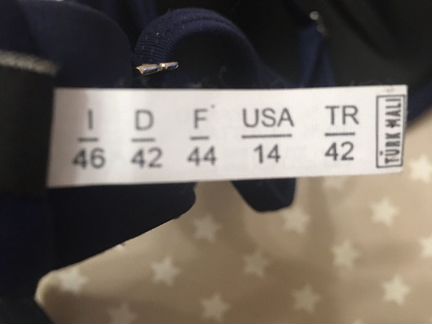 I D F USA TR
46 42 44 14 42
TÜRK MALI